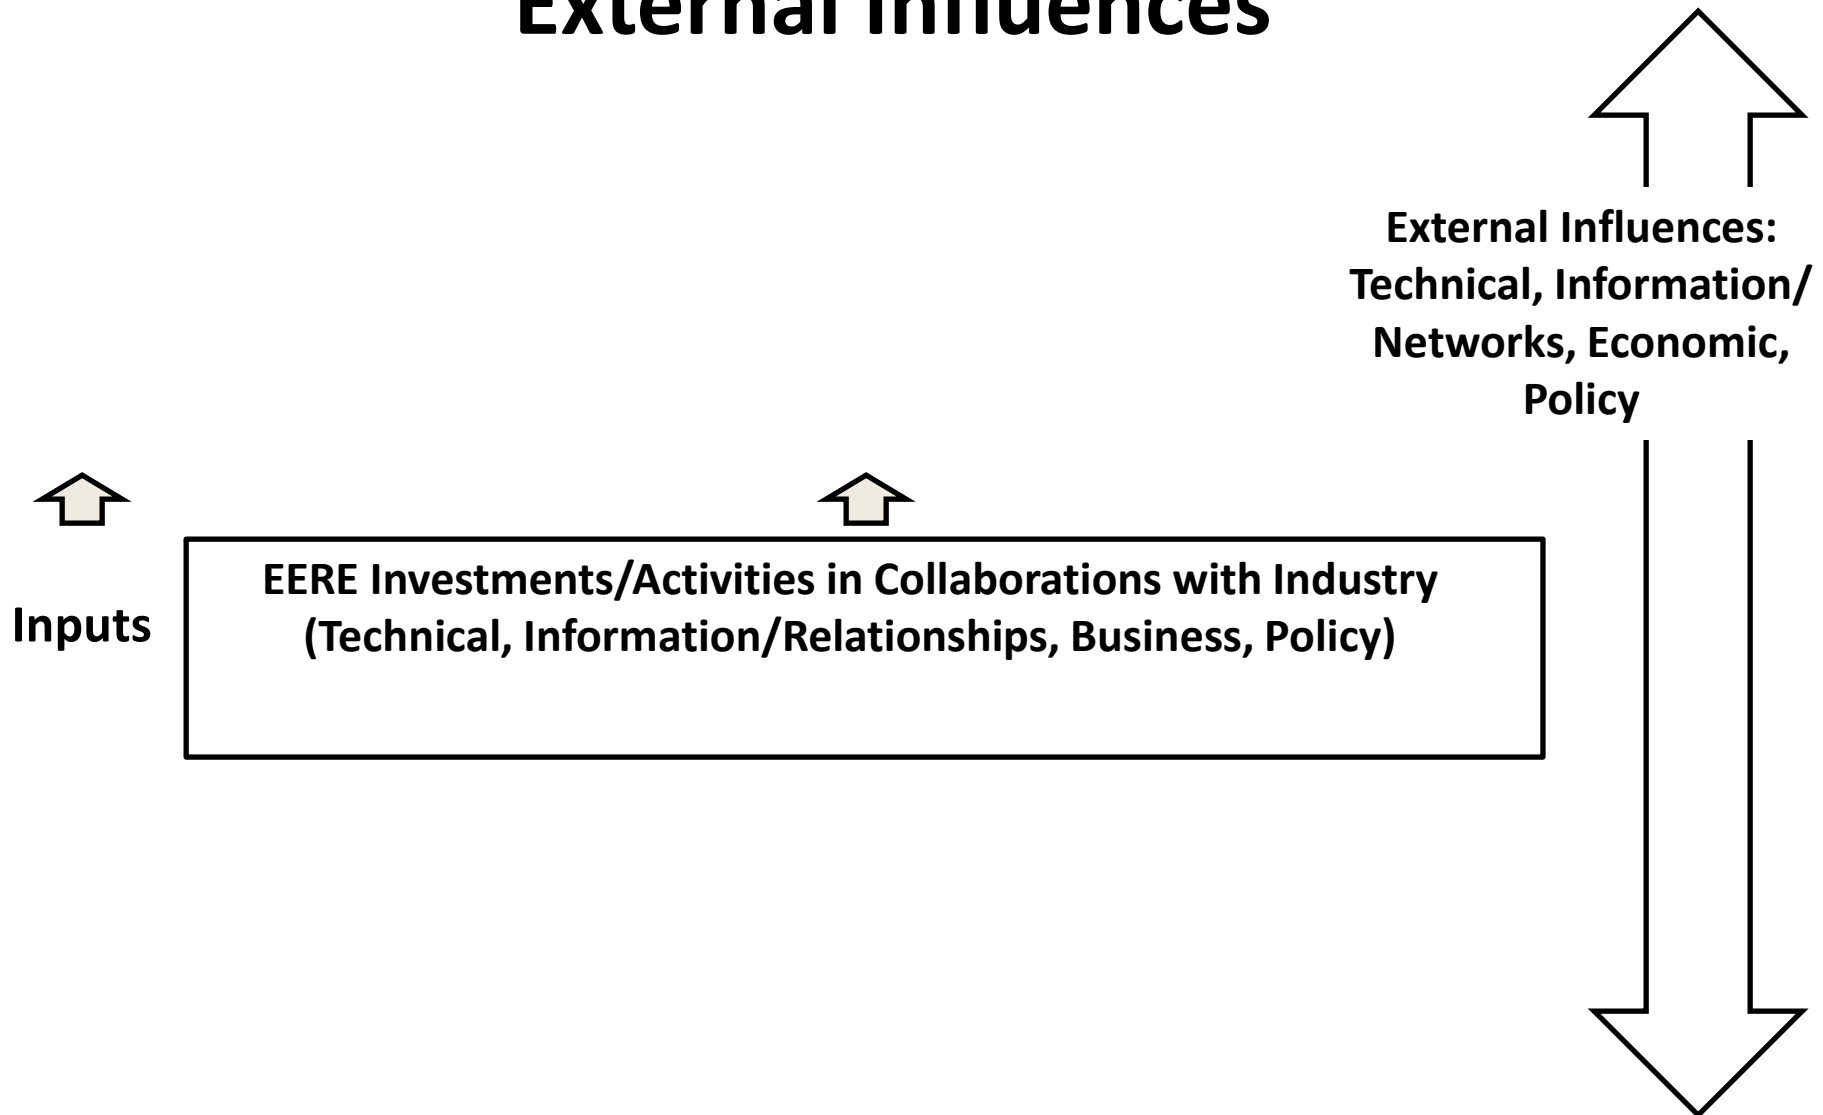 External Influences
External Influences:
Technical, Information/
Networks, Economic,
Policy
EERE Investments/Activities in Collaborations with Industry
Inputs
(Technical, Information/Relationships, Business, Policy)